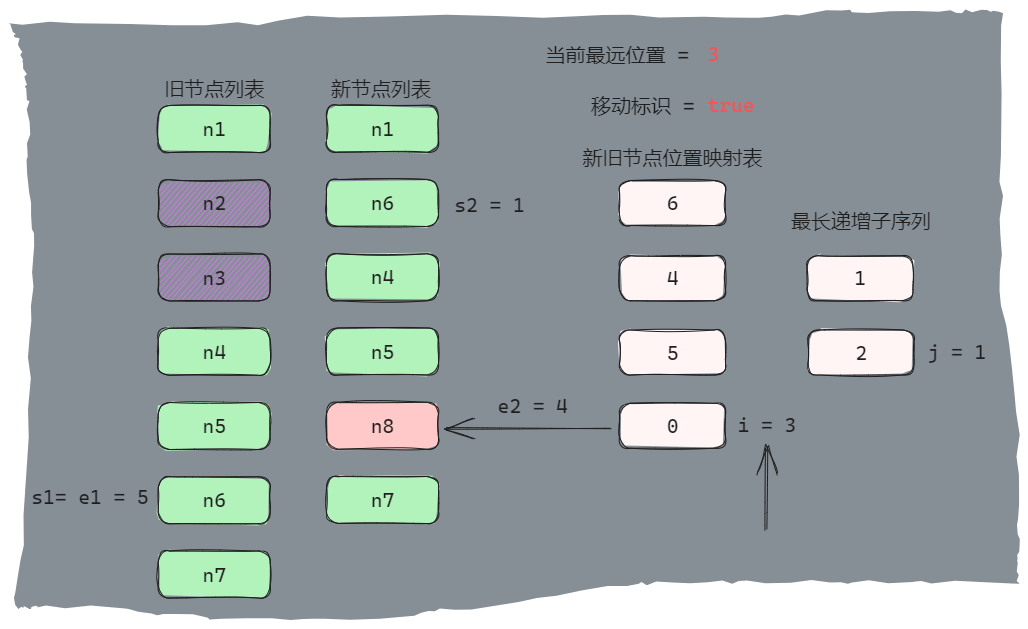 当前最远位置 = 3
移动标识 = true
旧节点列表
新节点列表
新旧节点位置映射表
最长递增子序列
n1
n1
n2
n6
s2 = 1
6
n3
n4
4
1
n4
n5
5
2
j = 1
n5
n8
e2 = 4
0
i = 3
s1= e1 = 5
n6
n7
n7